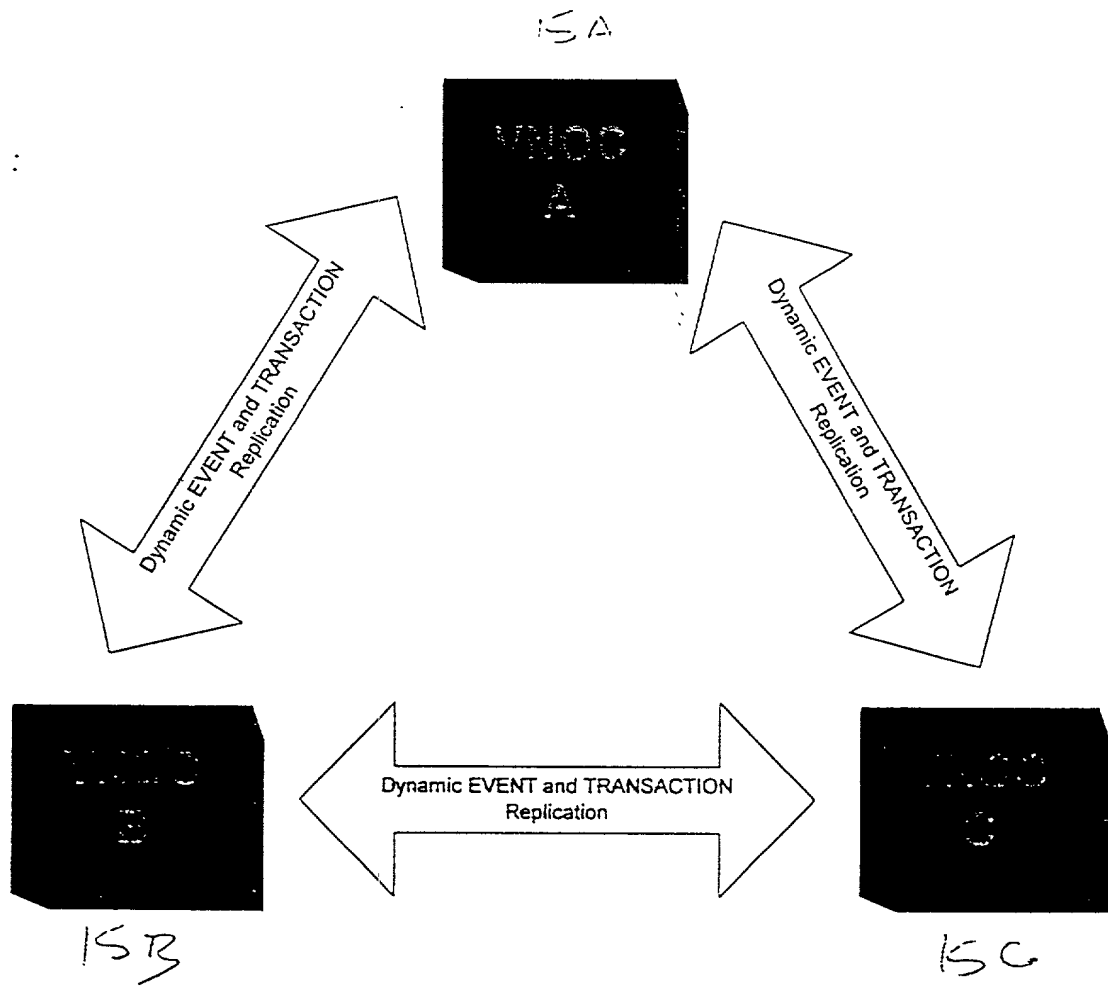 15A
VNOC
A
Dynamic EVENT and TRANSACTION
Replication
Dynamic EVENT and TRANSACTION
Replication
B
C
Dynamic EVENT and TRANSACTION
Replication
15B
15C